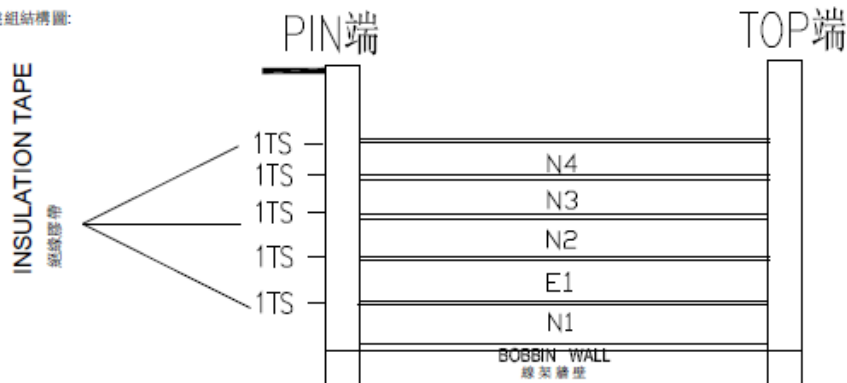 組結構圖:
PIN端
TOP端
INSULATION TAPE
絕緣膠帶
1TS
1TS
1TS
1TS
1TS
N4
N3
N2
E1
N1
BOBBIN WALL
線架牆壁